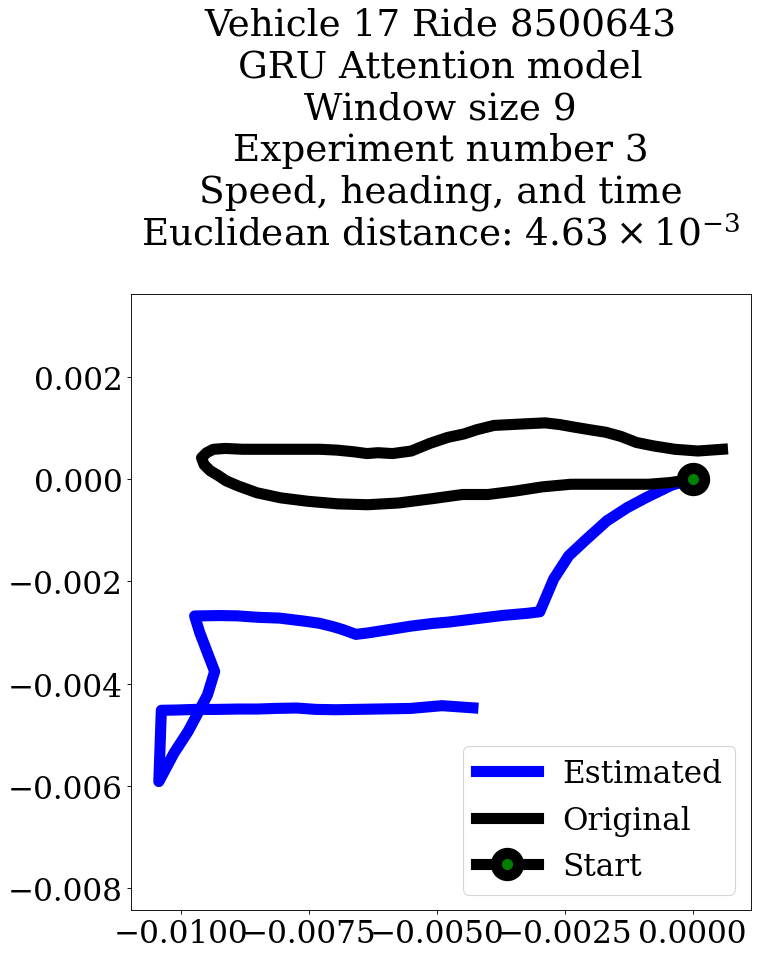 Vehicle 17 Ride 8500643
GRU Attention model
Window size 9
Experiment number 3
Speed, heading, and time
Euclidean distance: 4.63 × 10⁻³
0.002
0.000
−0.002
−0.004
−0.006
−0.008
Estimated
Original
Start
−0.0100 −0.0075 −0.0050 −0.0025 0.0000